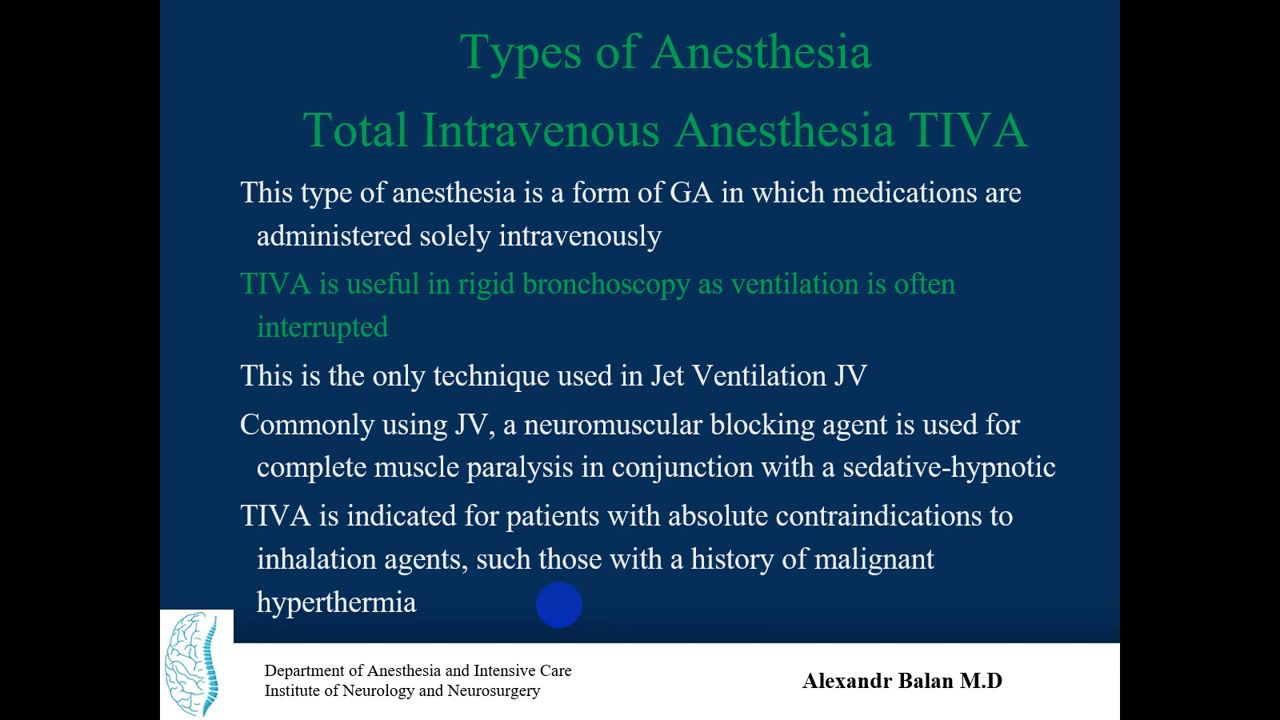 Types of Anesthesia
Total Intravenous Anesthesia TIVA
This type of anesthesia is a form of GA in which medications are
administered solely intravenously
TIVA is useful in rigid bronchoscopy as ventilation is often
interrupted
This is the only technique used in Jet Ventilation JV
Commonly using JV, a neuromuscular blocking agent is used for
complete muscle paralysis in conjunction with a sedative-hypnotic
TIVA is indicated for patients with absolute contraindications to
inhalation agents, such those with a history of malignant
hyperthermia
Department of Anesthesia and Intensive Care
Institute of Neurology and Neurosurgery
Alexandr Balan M.D